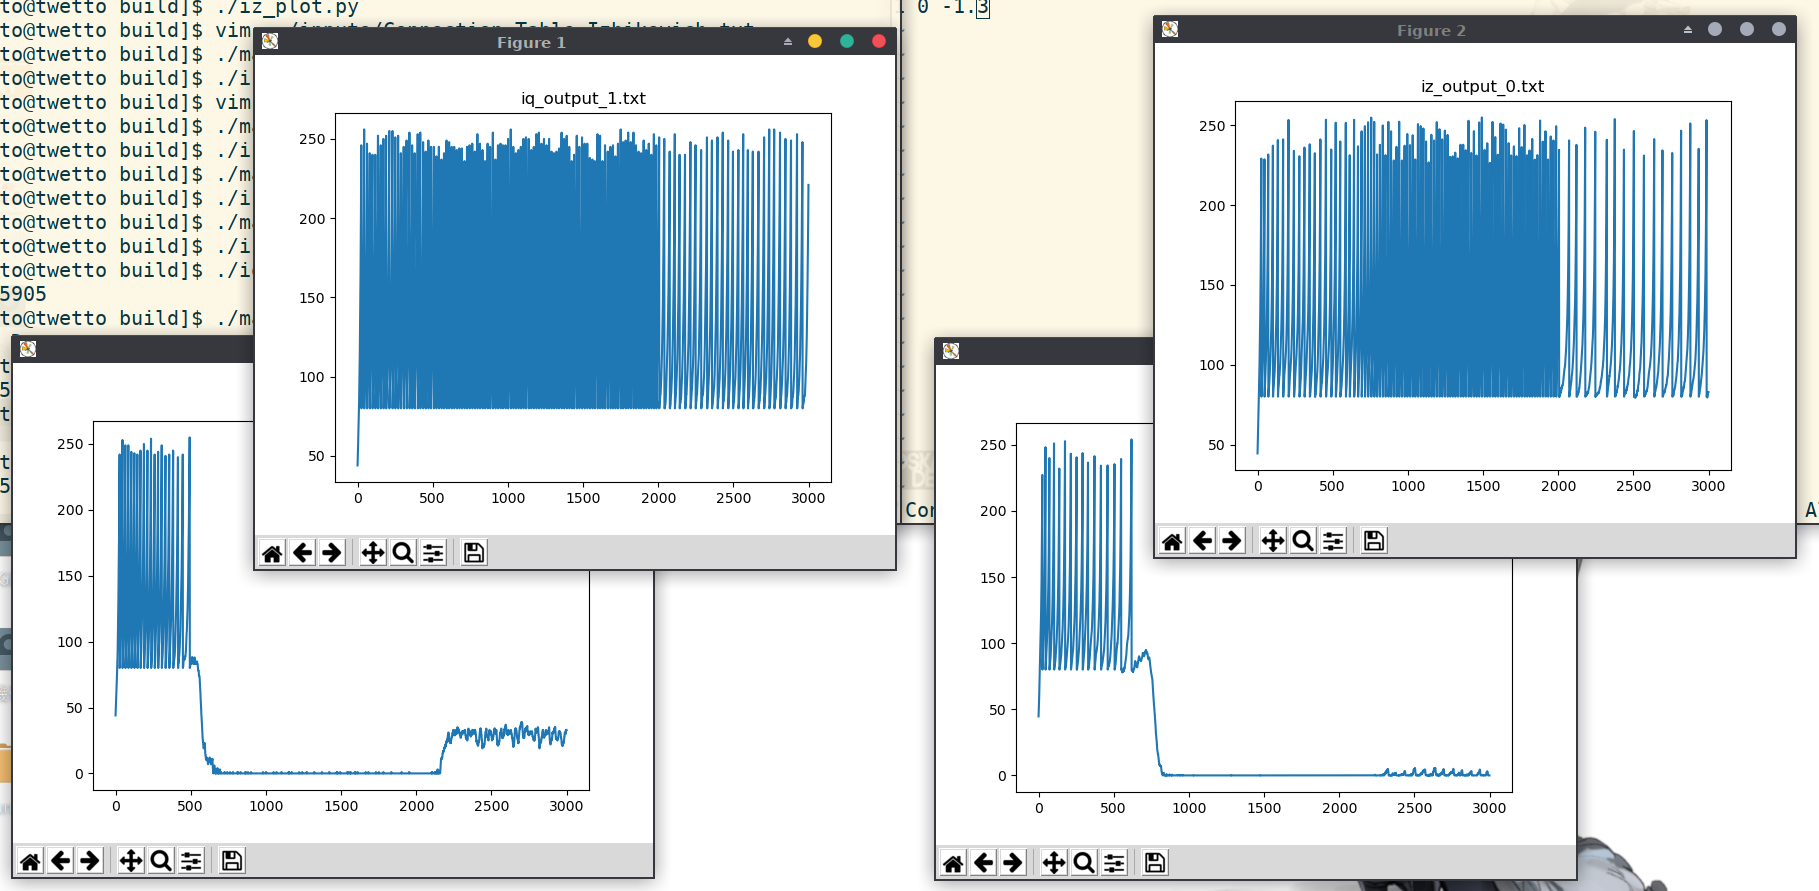 to@twetto build]$ ./iz_plot.py
to@twetto build]$ vim
to@twetto build]$ ./m
to@twetto build]$ ./i
to@twetto build]$ vim
to@twetto build]$ ./m
to@twetto build]$ ./i
to@twetto build]$ ./m
to@twetto build]$ ./i
to@twetto build]$ ./m
to@twetto build]$ ./i
to@twetto build]$ ./i
5905
to@twetto build]$ ./m
0 -1.3
Figure 1
iq_output_1.txt
250
200
150
100
50
0 500 1000 1500 2000 2500 3000
Figure 2
iz_output_0.txt
250
200
150
100
50
0 500 1000 1500 2000 2500 3000
250
200
150
100
50
0
0 500 1000 1500 2000 2500 3000
250
200
150
100
50
0
0 500 1000 1500 2000 2500 3000